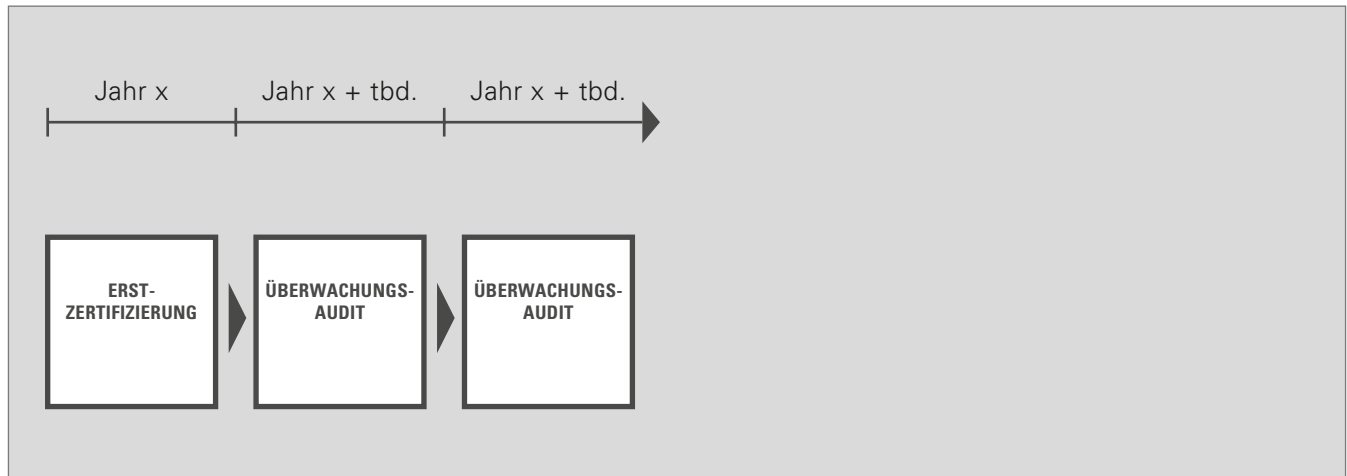 Jahr x
Jahr x + tbd.
Jahr x + tbd.
ERST-
ZERTIFIZIERUNG
ÜBERWACHUNGS-
AUDIT
ÜBERWACHUNGS-
AUDIT